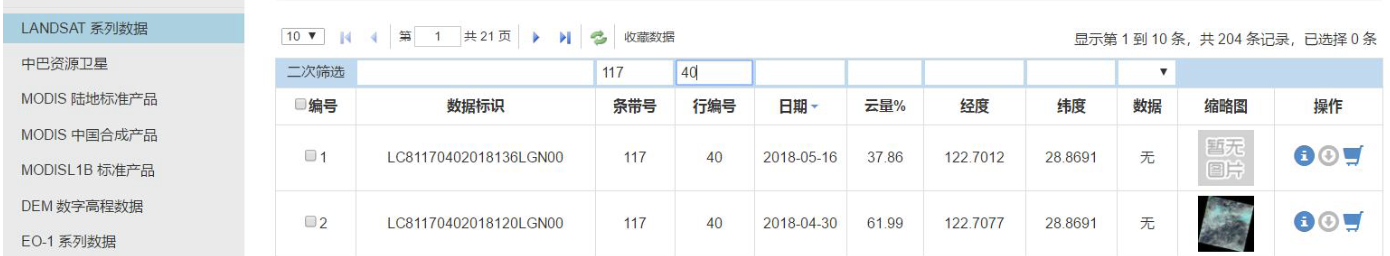 LANDSAT 系列数据
中巴资源卫星
MODIS 陆地标准产品
MODIS 中国合成产品
MODISL1B 标准产品
DEM 数字高程数据
EO-1 系列数据
10 ▼ 第 1 共 21 页 收藏数据
显示第 1 到 10 条，共 204 条记录，已选择 0 条
二次筛选 117 40 ▼
编号 数据标识 条带号 行编号 日期 云量% 经度 纬度 数据 缩略图 操作
1 LC81170402018136LGN00 117 40 2018-05-16 37.86 122.7012 28.8691 无 暂无
图片
2 LC81170402018120LGN00 117 40 2018-04-30 61.99 122.7077 28.8691 无